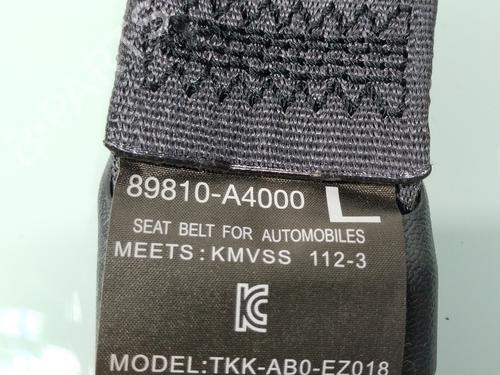 89810-A4000 L
SEAT BELT FOR AUTOMOBILES
MEETS : KMVSS 112-3
MODEL:TKK-AB0-EZ018